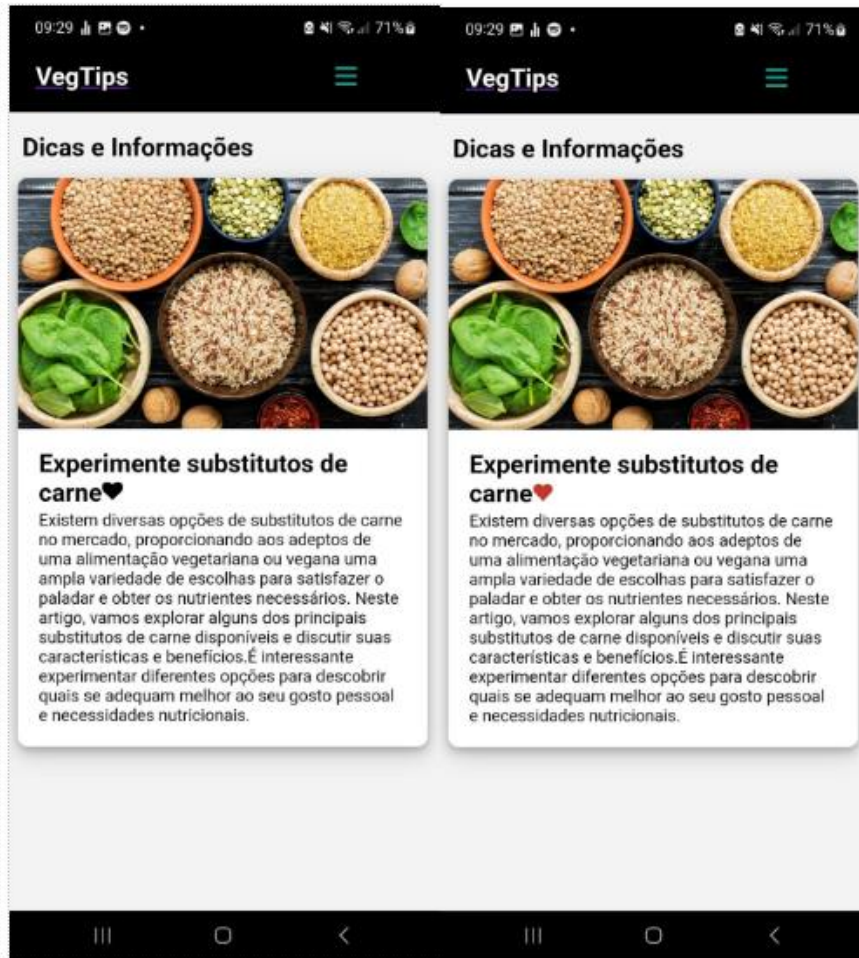 09:29
71%
VegTips
Dicas e Informações
Experimente substitutos de
carne
Existem diversas opções de substitutos de carne
no mercado, proporcionando aos adeptos de
uma alimentação vegetariana ou vegana uma
ampla variedade de escolhas para satisfazer o
paladar e obter os nutrientes necessários. Neste
artigo, vamos explorar alguns dos principais
substitutos de carne disponíveis e discutir suas
características e benefícios.É interessante
experimentar diferentes opções para descobrir
quais se adequam melhor ao seu gosto pessoal
e necessidades nutricionais.
09:29
71%
VegTips
Dicas e Informações
Experimente substitutos de
carne
Existem diversas opções de substitutos de carne
no mercado, proporcionando aos adeptos de
uma alimentação vegetariana ou vegana uma
ampla variedade de escolhas para satisfazer o
paladar e obter os nutrientes necessários. Neste
artigo, vamos explorar alguns dos principais
substitutos de carne disponíveis e discutir suas
características e benefícios.É interessante
experimentar diferentes opções para descobrir
quais se adequam melhor ao seu gosto pessoal
e necessidades nutricionais.